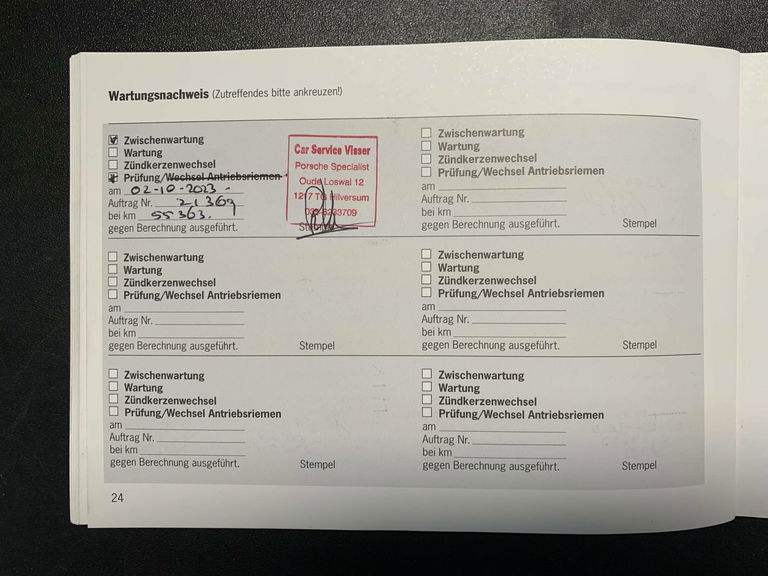 Wartungsnachweis (Zutreffendes bitte ankreuzen!)
Zwischenwartung
Wartung
Zündkerzenwechsel
Prüfung/Wechsel Antriebsriemen
am 02-10-2023.
Auftrag Nr. 21369
bei km 55363.
gegen Berechnung ausgeführt.
Car Service Visser
Porsche Specialist
Oude Loswal 12
1217 TG Hilversum
Stempel
Zwischenwartung
Wartung
Zündkerzenwechsel
Prüfung/Wechsel Antriebsriemen
am
Auftrag Nr.
bei km
gegen Berechnung ausgeführt. Stempel
Zwischenwartung
Wartung
Zündkerzenwechsel
Prüfung/Wechsel Antriebsriemen
am
Auftrag Nr.
bei km
gegen Berechnung ausgeführt. Stempel
Zwischenwartung
Wartung
Zündkerzenwechsel
Prüfung/Wechsel Antriebsriemen
am
Auftrag Nr.
bei km
gegen Berechnung ausgeführt. Stempel
Zwischenwartung
Wartung
Zündkerzenwechsel
Prüfung/Wechsel Antriebsriemen
am
Auftrag Nr.
bei km
gegen Berechnung ausgeführt. Stempel
Zwischenwartung
Wartung
Zündkerzenwechsel
Prüfung/Wechsel Antriebsriemen
am
Auftrag Nr.
bei km
gegen Berechnung ausgeführt. Stempel
24